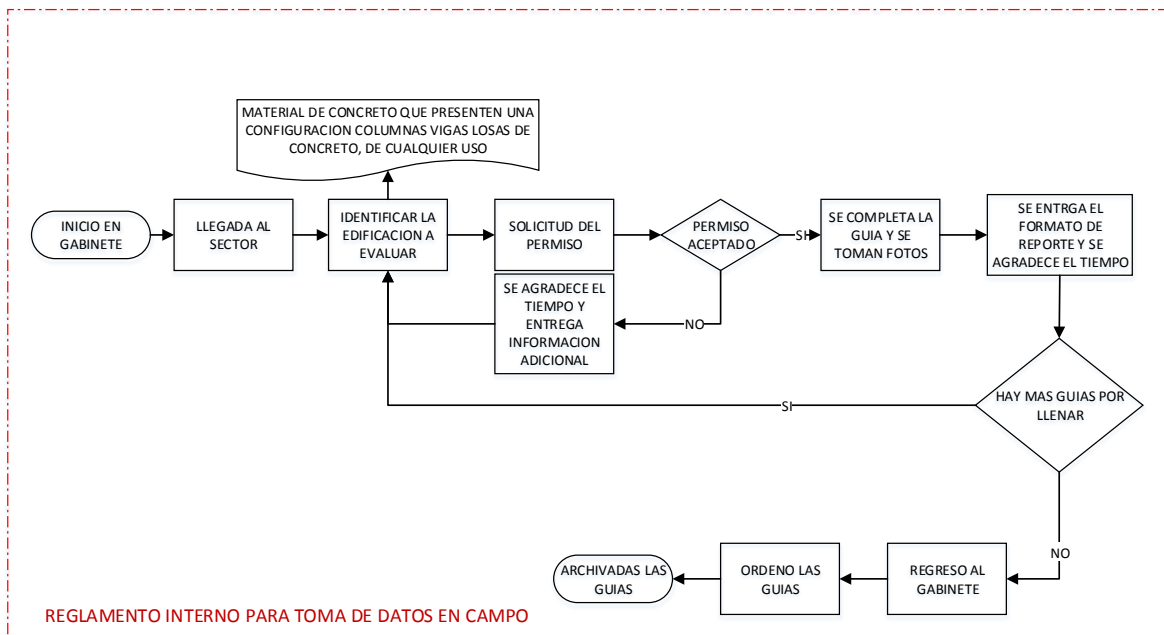 MATERIAL DE CONCRETO QUE PRESENTEN UNA
CONFIGURACION COLUMNAS VIGAS LOSAS DE
CONCRETO, DE CUALQUIER USO
INICIO EN
GABINETE
LLEGADA AL
SECTOR
IDENTIFICAR LA
EDIFICACION A
EVALUAR
SOLICITUD DEL
PERMISO
PERMISO
ACEPTADO
SI
SE COMPLETA LA
GUIA Y SE
TOMAN FOTOS
SE ENTRGA EL
FORMATO DE
REPORTE Y SE
AGRADECE EL TIEMPO
SE AGRADECE EL
TIEMPO Y
ENTREGA
INFORMACION
ADICIONAL
NO
HAY MAS GUIAS POR
LLENAR
SI
NO
ARCHIVADAS LAS
GUIAS
ORDENO LAS
GUIAS
REGRESO AL
GABINETE
REGLAMENTO INTERNO PARA TOMA DE DATOS EN CAMPO